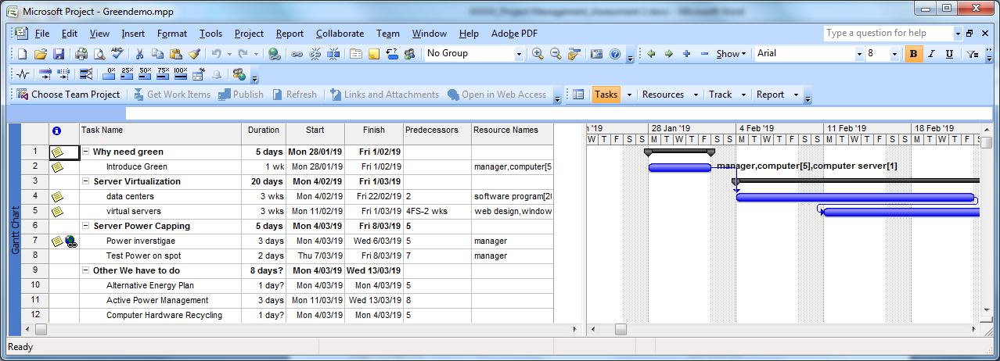 Microsoft Project - Greendemo.mpp
File Edit View Insert Format Tools Project Report Collaborate Team Window Help Adobe PDF Type a question for help
No Group Show Arial 8 B I U
0% 25% 50% 75% 100%
Choose Team Project Get Work Items Publish Refresh Links and Attachments Open in Web Access Tasks Resources Track Report
Task Name Duration Start Finish Predecessors Resource Names '19 28 Jan '19 4 Feb '19 11 Feb '19 18 Feb '19
W T F S S M T W T F S S M T W T F S S M T W T F S S M T W T F S
1 Why need green 5 days Mon 28/01/19 Fri 1/02/19
2 Introduce Green 1 wk Mon 28/01/19 Fri 1/02/19 manager,computer[5 manager,computer[5],computer server[1]
3 Server Virtualization 20 days Mon 4/02/19 Fri 1/03/19
4 data centers 3 wks Mon 4/02/19 Fri 22/02/19 2 software program[20
5 virtual servers 3 wks Mon 11/02/19 Fri 1/03/19 4FS-2 wks web design,window
6 Server Power Capping 5 days Mon 4/03/19 Fri 8/03/19 5
7 Power inverstigae 3 days Mon 4/03/19 Wed 6/03/19 5 manager
8 Test Power on spot 2 days Thu 7/03/19 Fri 8/03/19 7 manager
9 Other We have to do 8 days? Mon 4/03/19 Wed 13/03/19
10 Alternative Energy Plan 1 day? Mon 4/03/19 Mon 4/03/19 5
11 Active Power Management 3 days Mon 11/03/19 Wed 13/03/19 8
12 Computer Hardware Recycling 1 day? Mon 4/03/19 Mon 4/03/19 5
Gantt Chart
Ready